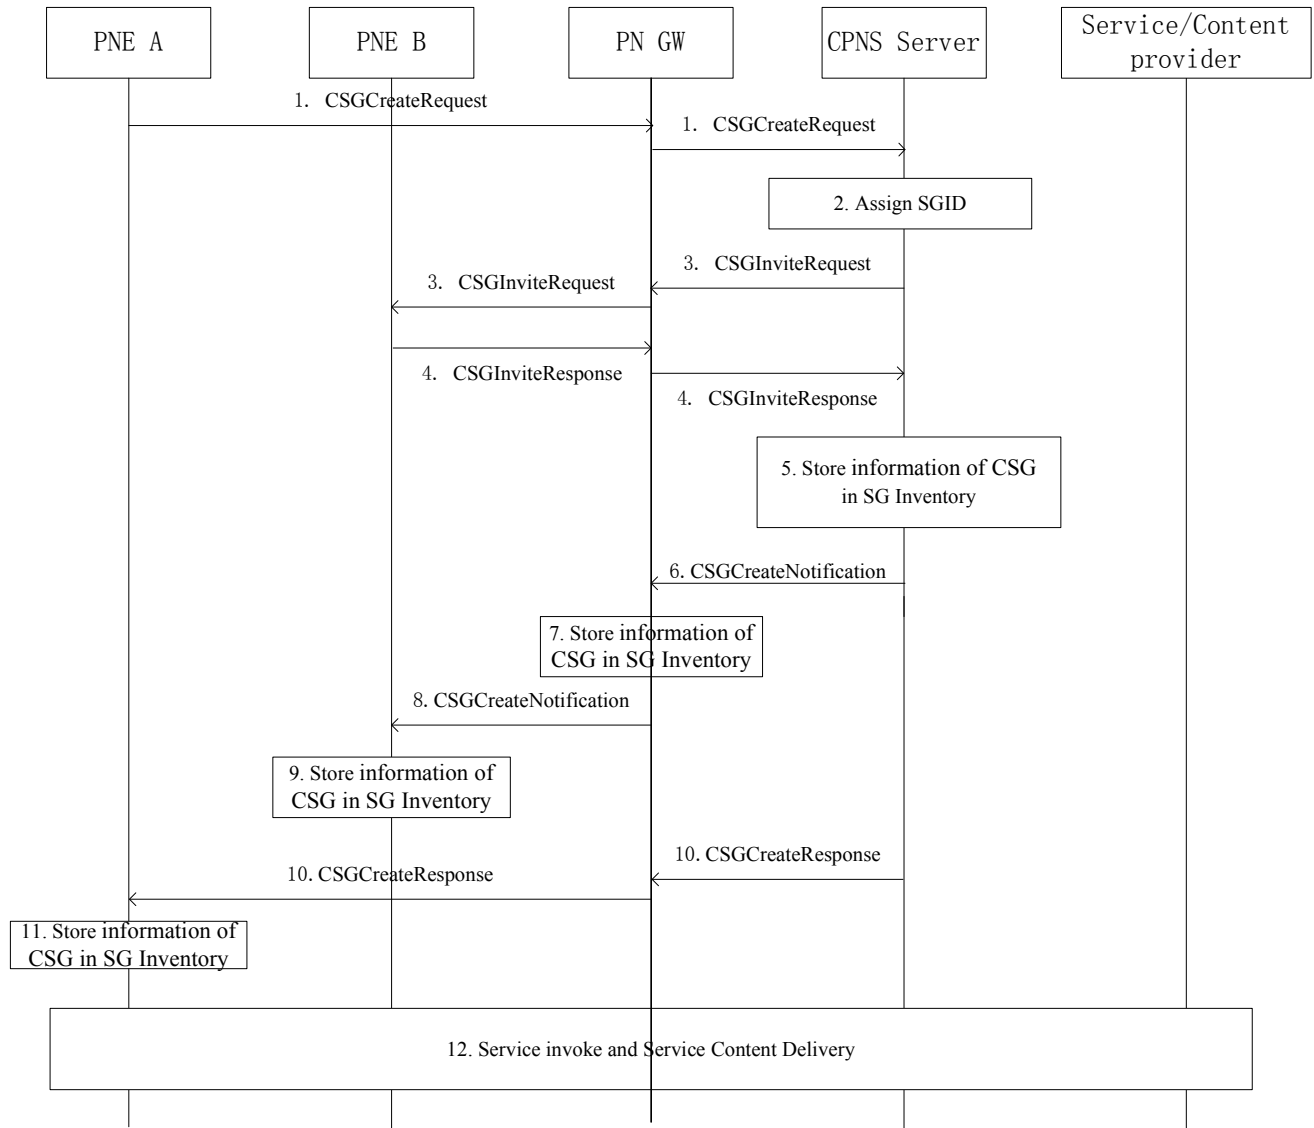 PNE A
PNE B
PN GW
CPNS Server
Service/Content
provider
1. CSGCreateRequest
1. CSGCreateRequest
2. Assign SGID
3. CSGInviteRequest
3. CSGInviteRequest
4. CSGInviteResponse
4. CSGInviteResponse
5. Store information of CSG
in SG Inventory
6. CSGCreateNotification
7. Store information of
CSG in SG Inventory
8. CSGCreateNotification
9. Store information of
CSG in SG Inventory
10. CSGCreateResponse
10. CSGCreateResponse
11. Store information of
CSG in SG Inventory
12. Service invoke and Service Content Delivery